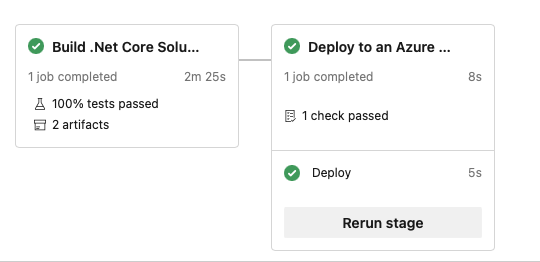 Build .Net Core Solu...
1 job completed 2m 25s
100% tests passed
2 artifacts
Deploy to an Azure ...
1 job completed 8s
1 check passed
Deploy 5s
Rerun stage